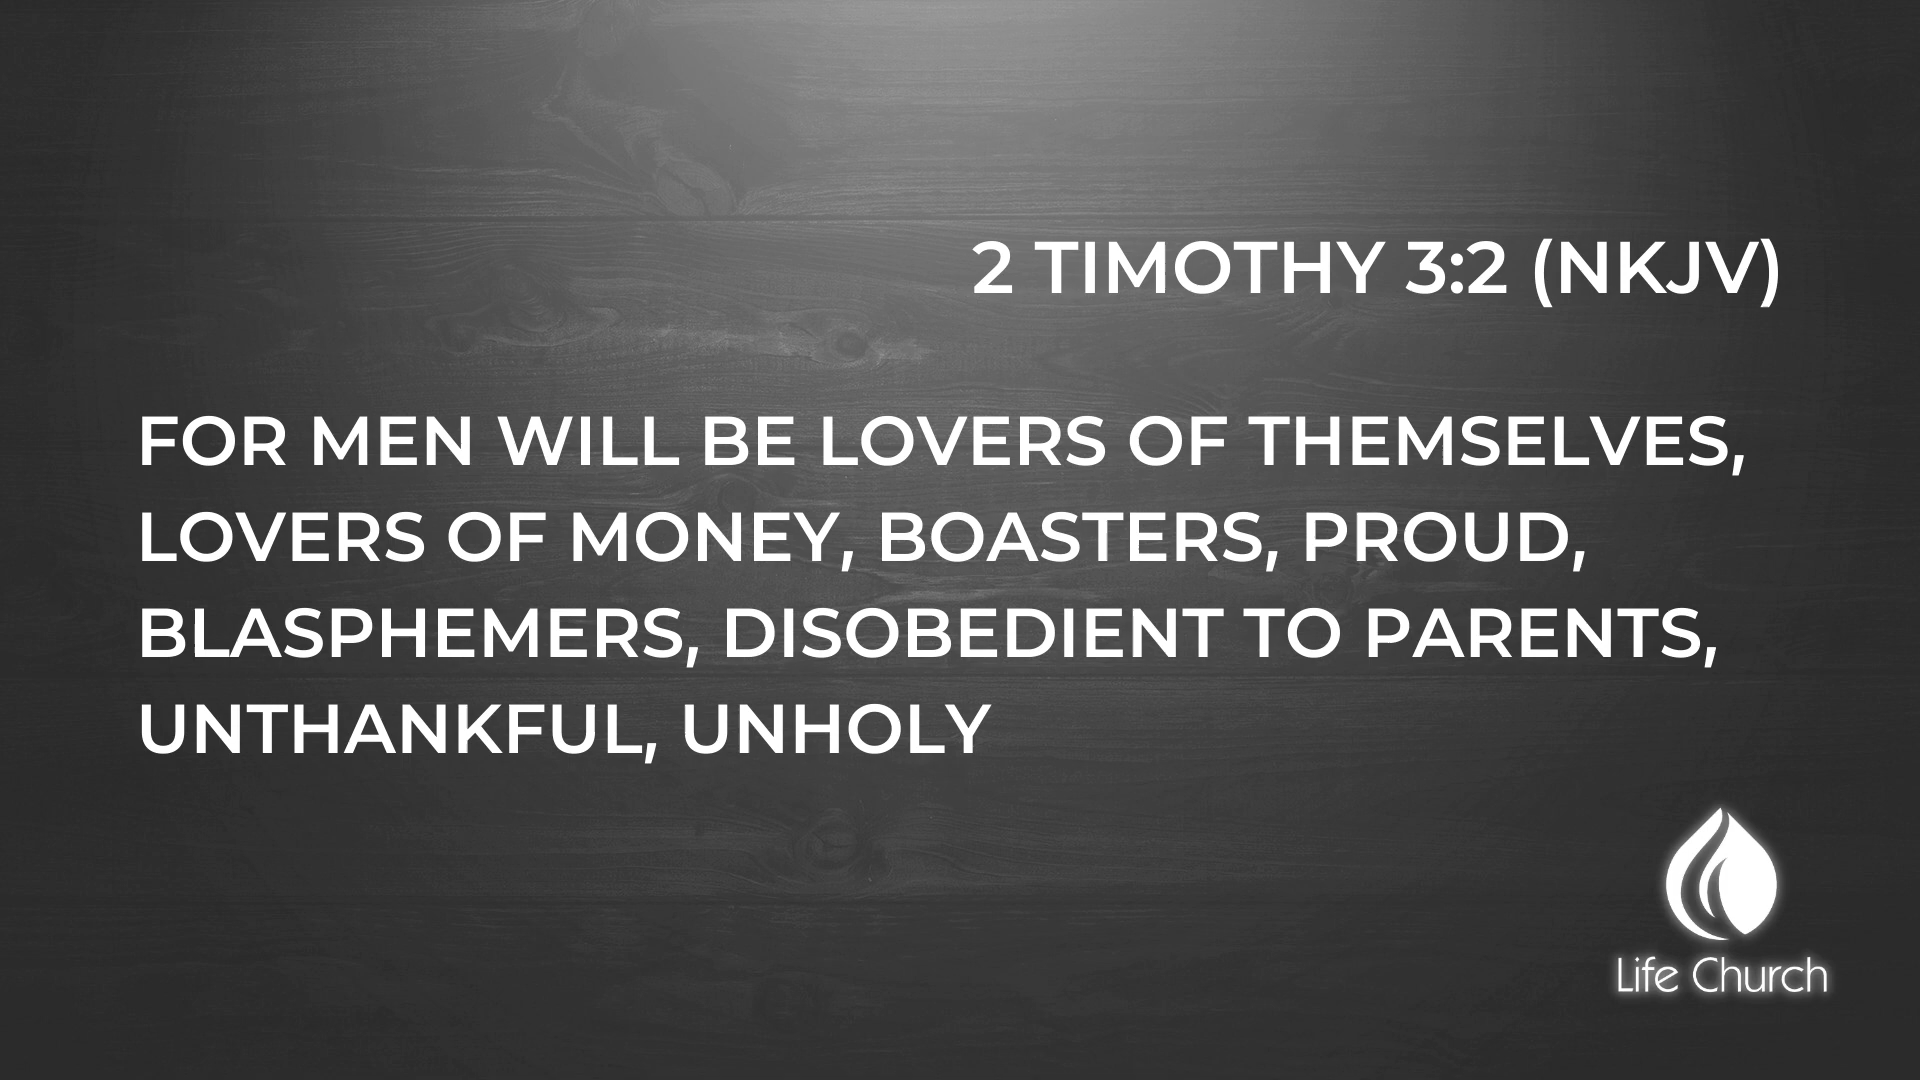 2 TIMOTHY 3:2 (NKJV)
FOR MEN WILL BE LOVERS OF THEMSELVES,
LOVERS OF MONEY, BOASTERS, PROUD,
BLASPHEMERS, DISOBEDIENT TO PARENTS,
UNTHANKFUL, UNHOLY
Life Church